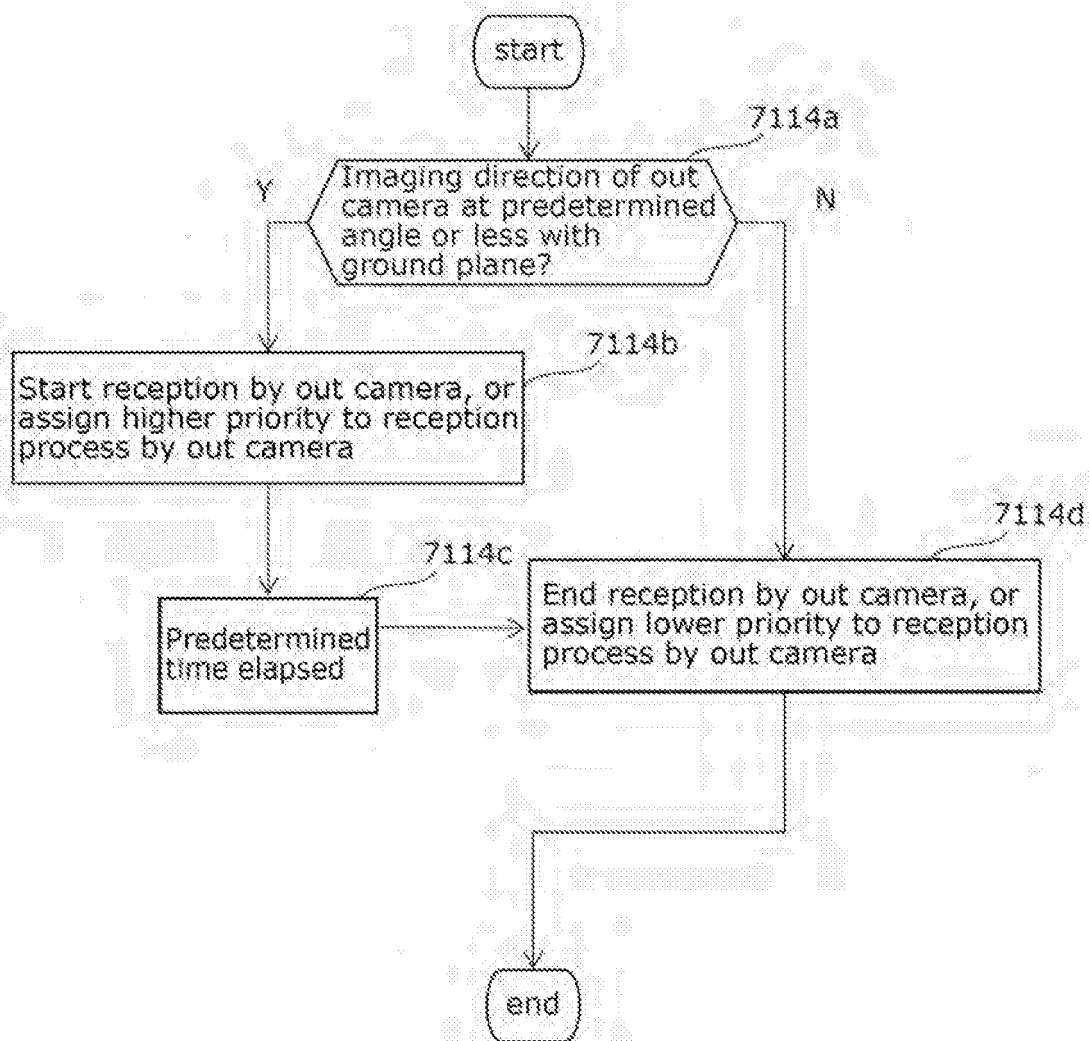 start
7114a
Y
Imaging direction of out
camera at predetermined
angle or less with
ground plane?
N
7114b
Start reception by out camera, or
assign higher priority to reception
process by out camera
7114c
Predetermined
time elapsed
7114d
End reception by out camera, or
assign lower priority to reception
process by out camera
end